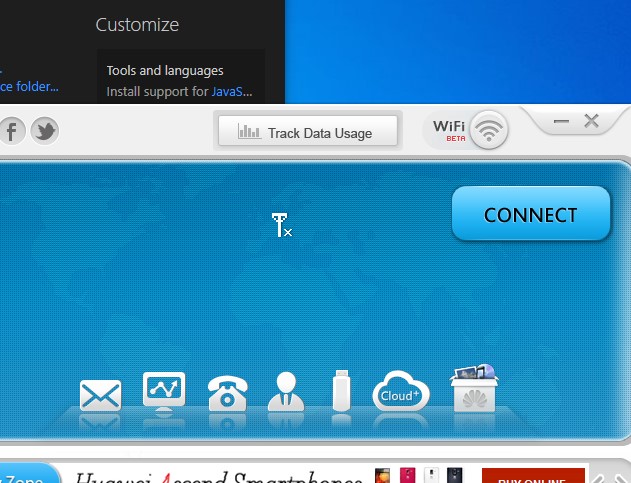 Customize
Tools and languages
ce folder...
Install support for JavaS...
Track Data Usage
WiFi
BETA
CONNECT
Cloud+
Zone
Huawei Ascend Smartphones
BUY ONLINE